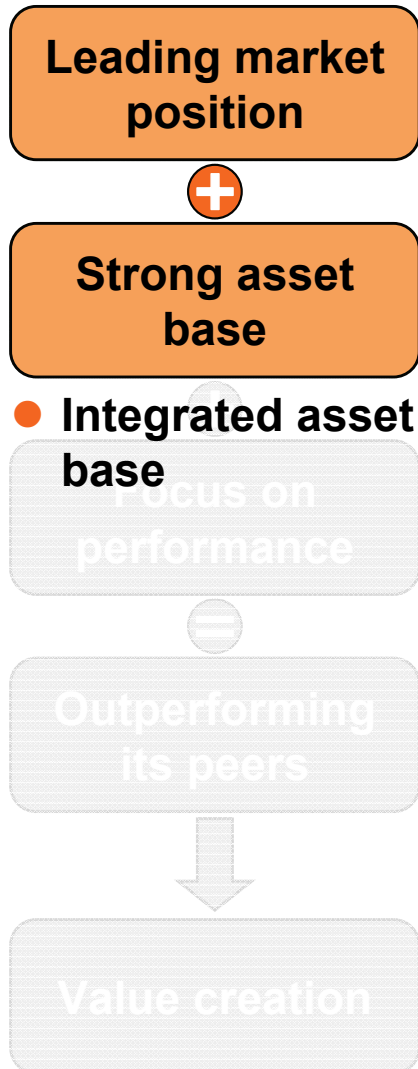 Leading market
position
+
Strong asset
base
+
• Integrated asset
base
Focus on
performance
=
Outperforming
its peers
Value creation